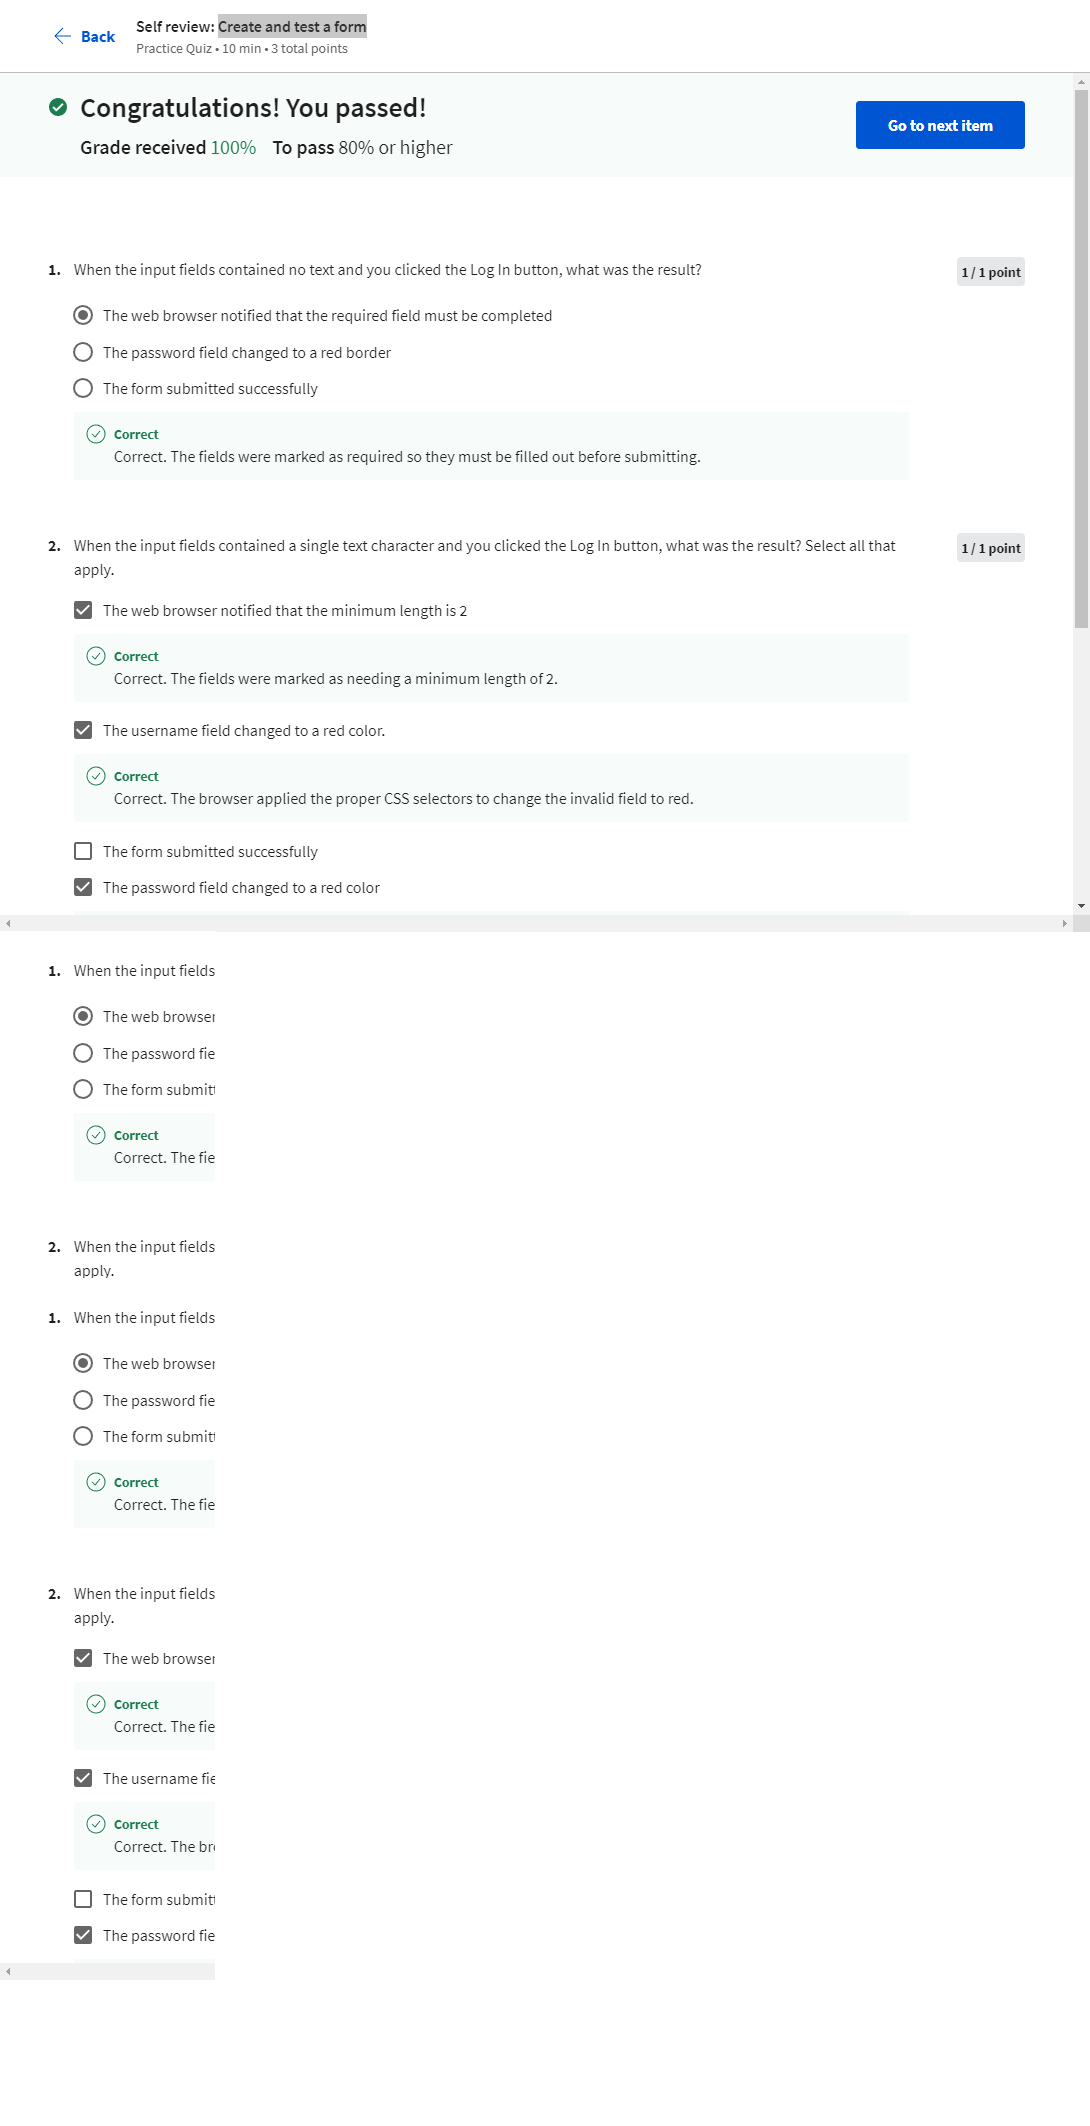 Back
Self review: Create and test a form
Practice Quiz • 10 min • 3 total points
Congratulations! You passed!
Grade received 100% To pass 80% or higher
Go to next item
1. When the input fields contained no text and you clicked the Log In button, what was the result?
1 / 1 point
The web browser notified that the required field must be completed
The password field changed to a red border
The form submitted successfully
Correct
Correct. The fields were marked as required so they must be filled out before submitting.
2. When the input fields contained a single text character and you clicked the Log In button, what was the result? Select all that
apply.
1 / 1 point
The web browser notified that the minimum length is 2
Correct
Correct. The fields were marked as needing a minimum length of 2.
The username field changed to a red color.
Correct
Correct. The browser applied the proper CSS selectors to change the invalid field to red.
The form submitted successfully
The password field changed to a red color
1. When the input fields
The web browser
The password fie
The form submit
Correct
Correct. The fie
2. When the input fields
apply.
1. When the input fields
The web browser
The password fie
The form submit
Correct
Correct. The fie
2. When the input fields
apply.
The web browser
Correct
Correct. The fie
The username fie
Correct
Correct. The br
The form submit
The password fie